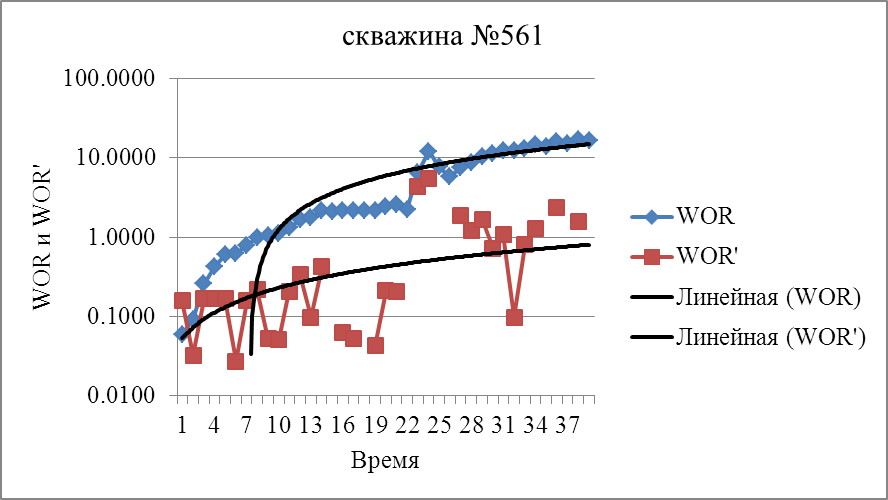 скважина №561
100.0000
10.0000
1.0000
0.1000
0.0100
WOR и WOR'
1 4 7 10 13 16 19 22 25 28 31 34 37
Время
WOR
WOR'
Линейная (WOR)
Линейная (WOR')